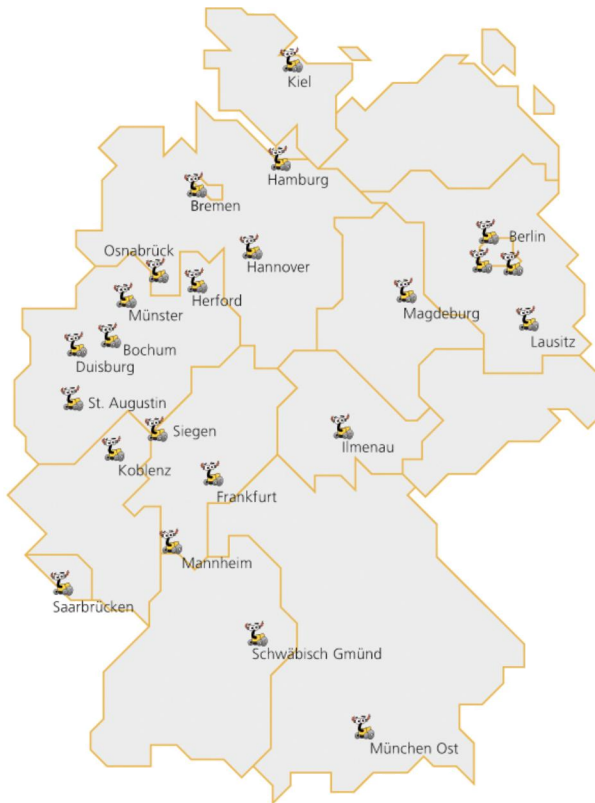 Kiel
Hamburg
Bremen
Berlin
Osnabrück
Hannover
Herford
Münster
Magdeburg
Lausitz
Bochum
Duisburg
St. Augustin
Siegen
Ilmenau
Koblenz
Frankfurt
Mannheim
Saarbrücken
Schwäbisch Gmünd
München Ost